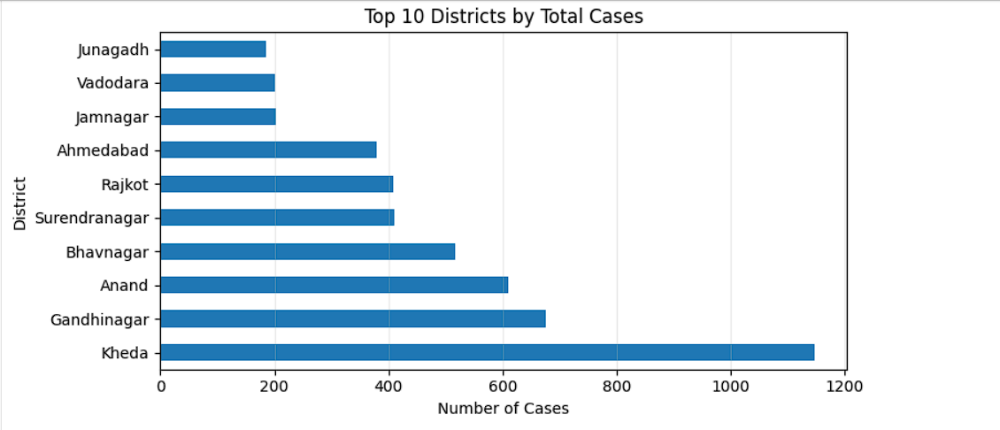 Top 10 Districts by Total Cases
Junagadh
Vadodara
Jamnagar
Ahmedabad
Rajkot
Surendranagar
Bhavnagar
Anand
Gandhinagar
Kheda
District
0 200 400 600 800 1000 1200
Number of Cases